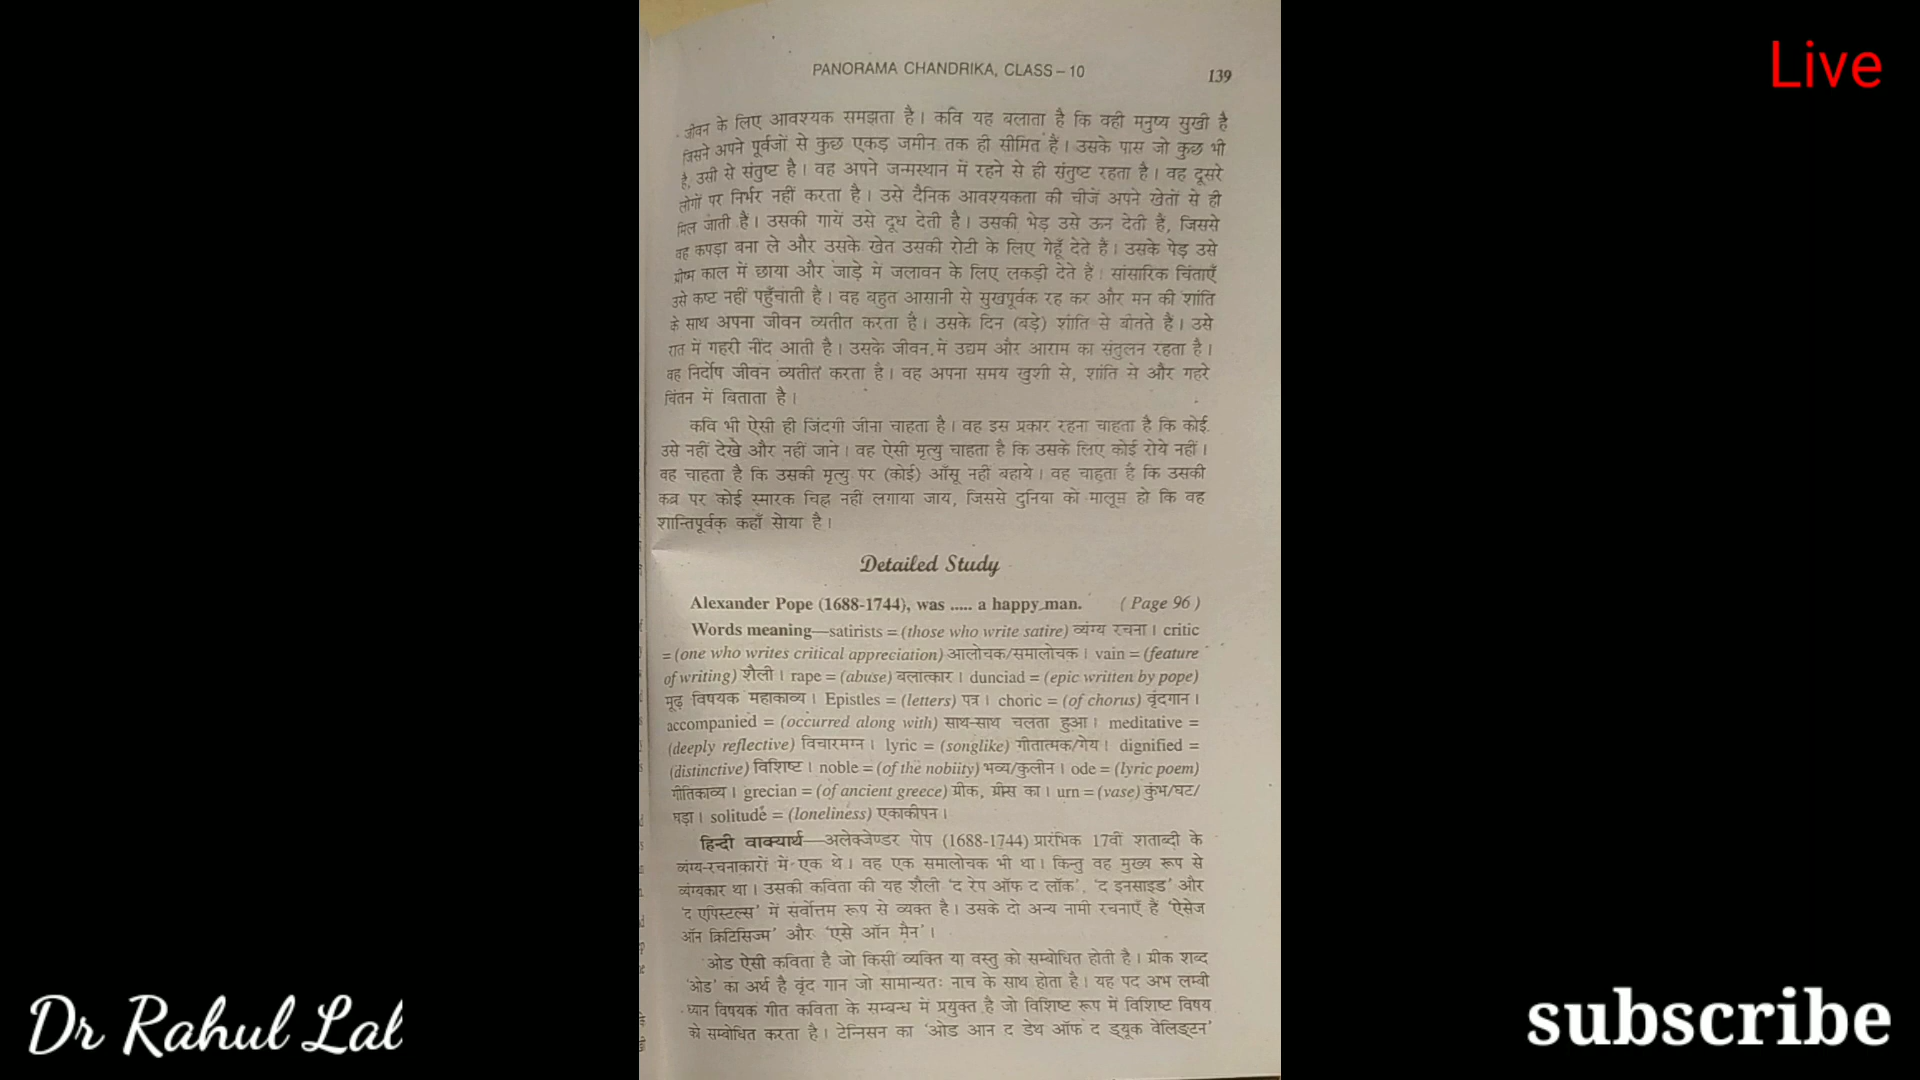 PANORAMA CHANDRIKA, CLASS – 10
139
Live
जीवन के लिए आवश्यक समझता है। कवि यह बलाता है कि वही मनुष्य सुखी है
जिसने अपने पूर्वजों से कुछ एकड़ जमीन तक ही सीमित हैं। उसके पास जो कुछ भी
है, उसी से संतुष्ट है। वह अपने जन्मस्थान में रहने से ही संतुष्ट रहता है। वह दूसरे
लोगों पर निर्भर नहीं करता है। उसे दैनिक आवश्यकता की चीजें अपने खेतों से ही
मिल जाती हैं। उसकी गायें उसे दूध देती है। उसकी भेड़ उसे ऊन देती है, जिससे
वह कपड़ा बना ले और उसके खेत उसकी रोटी के लिए गेहूँ देते हैं। उसके पेड़ उसे
ग्रीष्म काल में छाया और जाड़े में जलावन के लिए लकड़ी देते हैं। सांसारिक चिंताएँ
उसे कष्ट नहीं पहुँचाती है। वह बहुत आसानी से सुखपूर्वक रह कर और मन की शांति
के साथ अपना जीवन व्यतीत करता है। उसके दिन (बड़े) शांति से बीतते हैं। उसे
रात में गहरी नींद आती है। उसके जीवन में उद्यम और आराम का संतुलन रहता है।
वह निर्दोष जीवन व्यतीत करता है। वह अपना समय खुशी से, शांति से और गहरे
चिंतन में बिताता है।
कवि भी ऐसी ही जिंदगी जीना चाहता है। वह इस प्रकार रहना चाहता है कि कोई
उसे नहीं देखे और नहीं जाने। वह ऐसी मृत्यु चाहता है कि उसके लिए कोई रोये नहीं।
वह चाहता है कि उसकी मृत्यु पर (कोई) आँसू नहीं बहाये। वह चाहता है कि उसकी
कब्र पर कोई स्मारक चिह्न नहीं लगाया जाय, जिससे दुनिया को मालूम हो कि वह
शान्तिपूर्वक कहाँ सोया है।
Detailed Study
Alexander Pope (1688-1744), was ..... a happy man. (Page 96)
Words meaning—satirists = (those who write satire) व्यंग्य रचना। critic
= (one who writes critical appreciation) आलोचक/समालोचक। vain = (feature
of writing) शैली। rape = (abuse) बलात्कार। dunciad = (epic written by pope)
मूढ़ विषयक महाकाव्य। Epistles = (letters) पत्र। choric = (of chorus) वृंदगान।
accompanied = (occurred along with) साथ-साथ चलता हुआ। meditative =
(deeply reflective) विचारमग्न। lyric = (songlike) गीतात्मक/गेय। dignified =
(distinctive) विशिष्ट। noble = (of the nobiity) भव्य/कुलीन। ode = (lyric poem)
गीतिकाव्य। grecian = (of ancient greece) ग्रीक, ग्रीस का। urn = (vase) कुंभ/घट/
घड़ा। solitude = (loneliness) एकाकीपन।
हिन्दी वाक्यार्थ—अलेक्जेण्डर पोप (1688-1744) प्रारंभिक 17वीं शताब्दी के
व्यंग्य-रचनाकारों में एक थे। वह एक समालोचक भी था। किन्तु वह मुख्य रूप से
व्यंग्यकार था। उसकी कविता की यह शैली 'द रेप ऑफ द लॉक', 'द इनसाइड' और
'द एपिस्टल्स' में सर्वोत्तम रूप से व्यक्त है। उसके दो अन्य नामी रचनाएँ हैं 'ऐसेज
ऑन क्रिटिसिज्म' और 'एसे ऑन मैन'।
ओड ऐसी कविता है जो किसी व्यक्ति या वस्तु को सम्बोधित होती है। ग्रीक शब्द
'ओड' का अर्थ है वृंद गान जो सामान्यतः नाच के साथ होता है। यह पद अभ लम्बी
ध्यान विषयक गीत कविता के सम्बन्ध में प्रयुक्त है जो विशिष्ट रूप में विशिष्ट विषय
को सम्बोधित करता है। टेन्निसन का 'ओड आन द डेथ ऑफ द ड्यूक वेलिङ्टन'
Dr Rahul Lal
subscribe